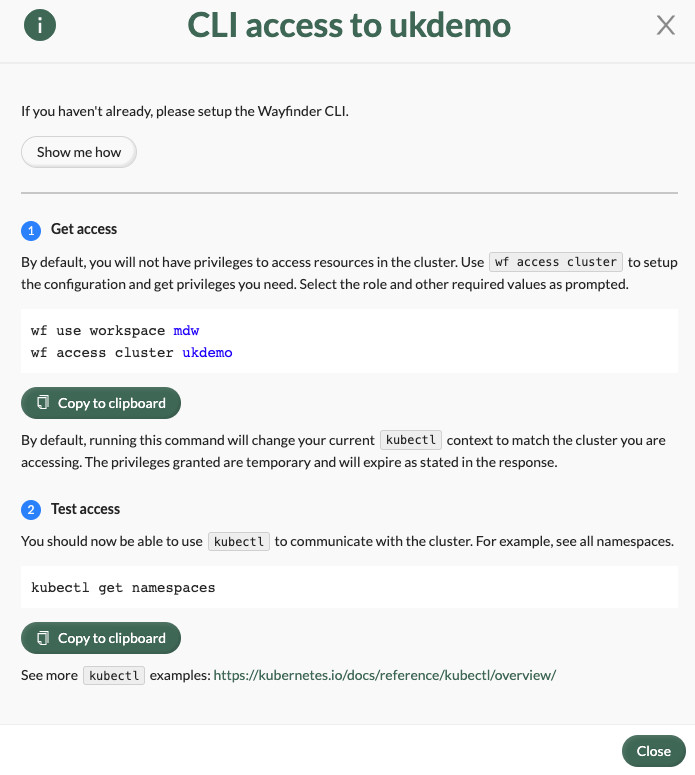 i
CLI access to ukdemo
X
If you haven't already, please setup the Wayfinder CLI.
Show me how
1 Get access
By default, you will not have privileges to access resources in the cluster. Use wf access cluster to setup
the configuration and get privileges you need. Select the role and other required values as prompted.
wf use workspace mdw
wf access cluster ukdemo
Copy to clipboard
By default, running this command will change your current kubectl context to match the cluster you are
accessing. The privileges granted are temporary and will expire as stated in the response.
2 Test access
You should now be able to use kubectl to communicate with the cluster. For example, see all namespaces.
kubectl get namespaces
Copy to clipboard
See more kubectl examples: https://kubernetes.io/docs/reference/kubectl/overview/
Close